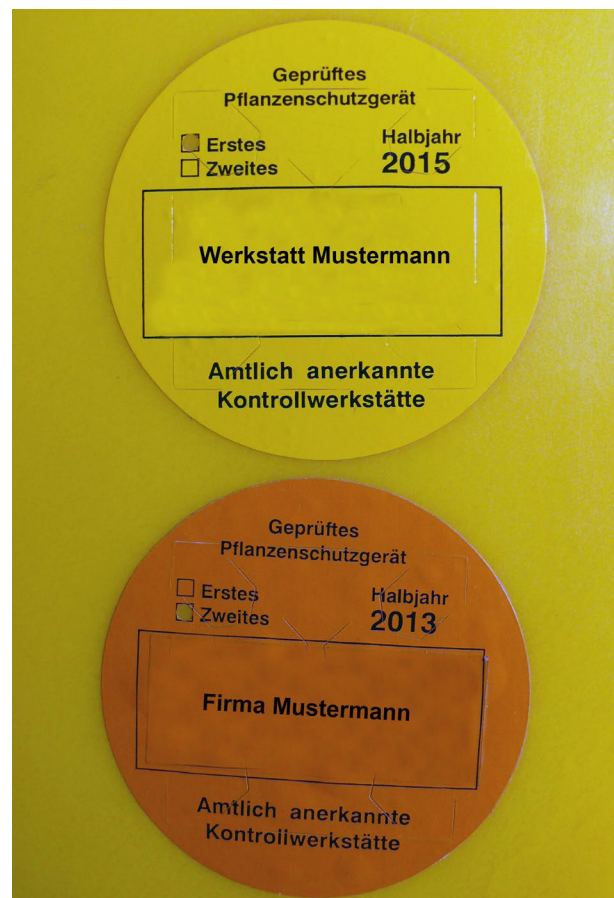 Geprüftes
Pflanzenschutzgerät
Erstes Halbjahr
Zweites 2015
Werkstatt Mustermann
Amtlich anerkannte
Kontrollwerkstätte
Geprüftes
Pflanzenschutzgerät
Erstes Halbjahr
Zweites 2013
Firma Mustermann
Amtlich anerkannte
Kontrollwerkstätte